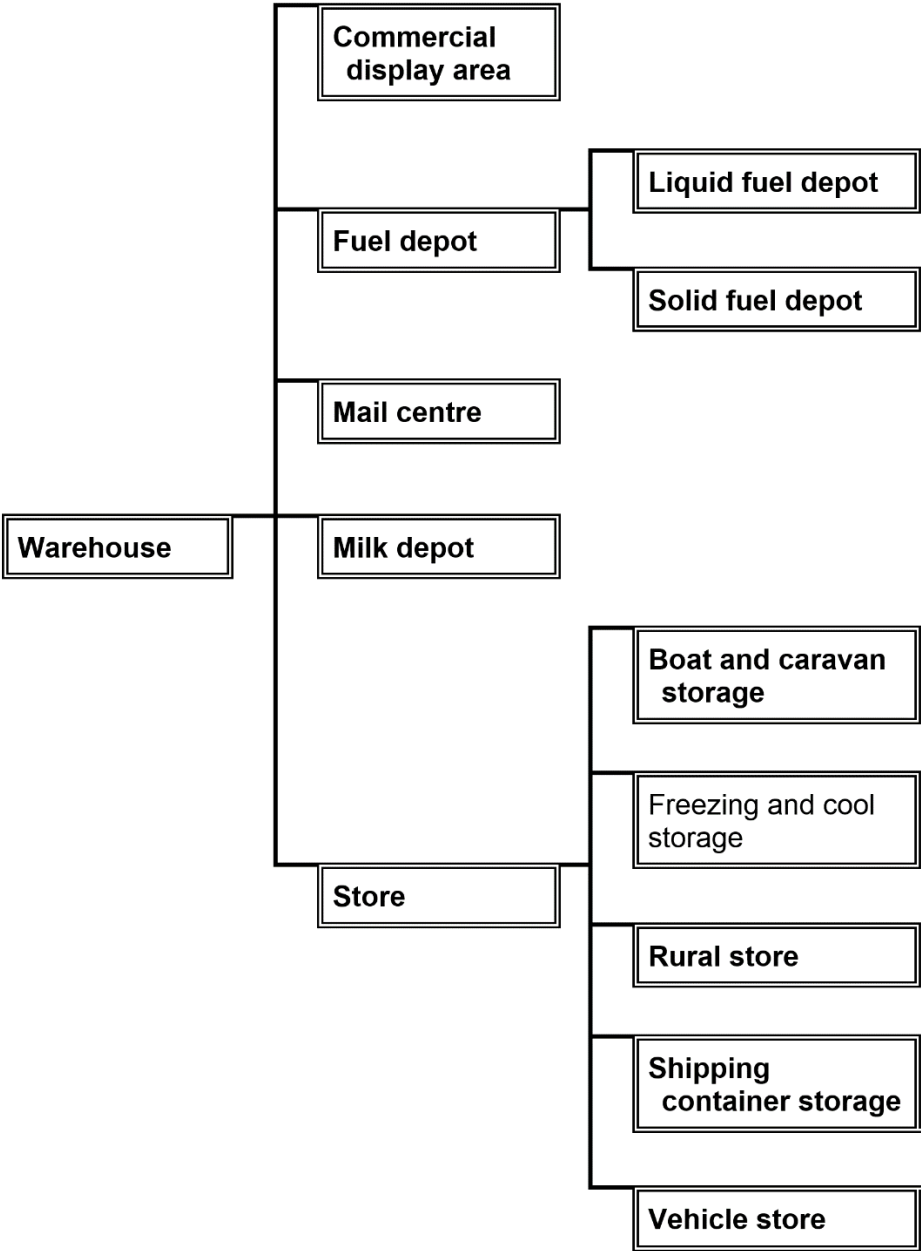 Commercial
display area
Liquid fuel depot
Fuel depot
Solid fuel depot
Mail centre
Warehouse
Milk depot
Boat and caravan
storage
Freezing and cool
storage
Store
Rural store
Shipping
container storage
Vehicle store